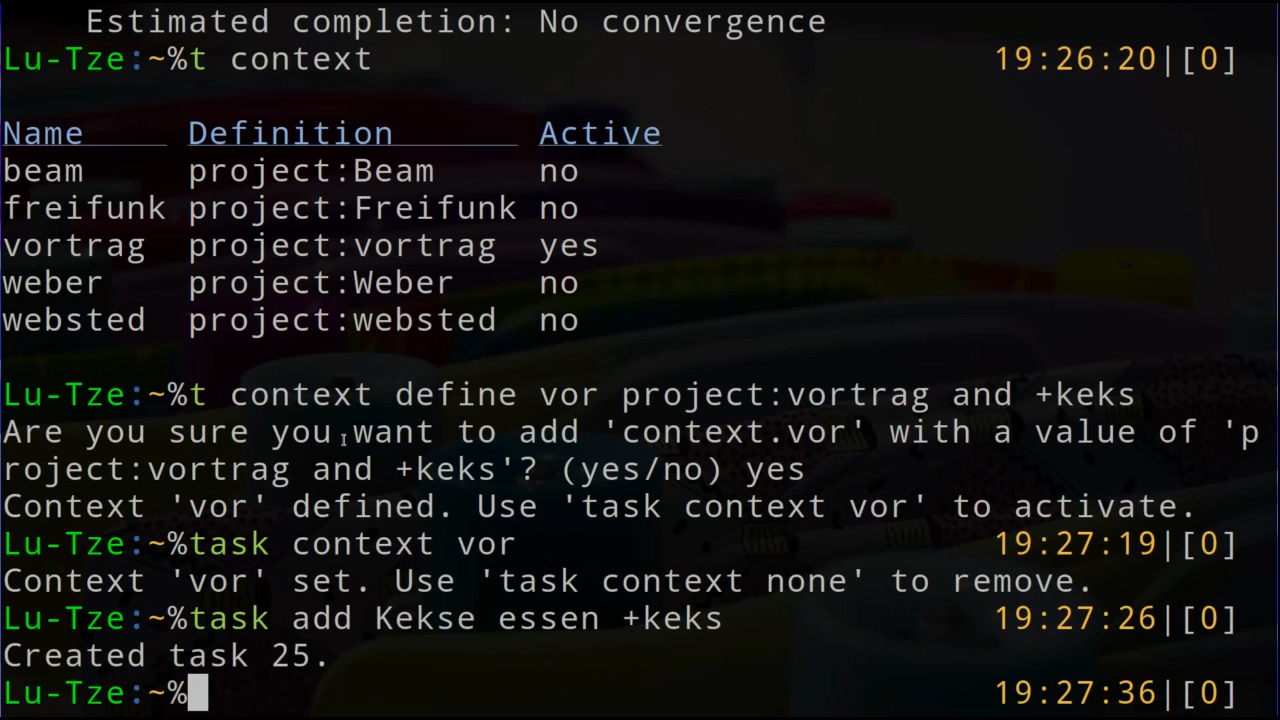 Estimated completion: No convergence
Lu-Tze:~%t context 19:26:20|[0]
Name Definition Active
beam project:Beam no
freifunk project:Freifunk no
vortrag project:vortrag yes
weber project:Weber no
websted project:websted no
Lu-Tze:~%t context define vor project:vortrag and +keks
Are you sure you want to add 'context.vor' with a value of 'p
roject:vortrag and +keks'? (yes/no) yes
Context 'vor' defined. Use 'task context vor' to activate.
Lu-Tze:~%task context vor 19:27:19|[0]
Context 'vor' set. Use 'task context none' to remove.
Lu-Tze:~%task add Kekse essen +keks 19:27:26|[0]
Created task 25.
Lu-Tze:~% 19:27:36|[0]